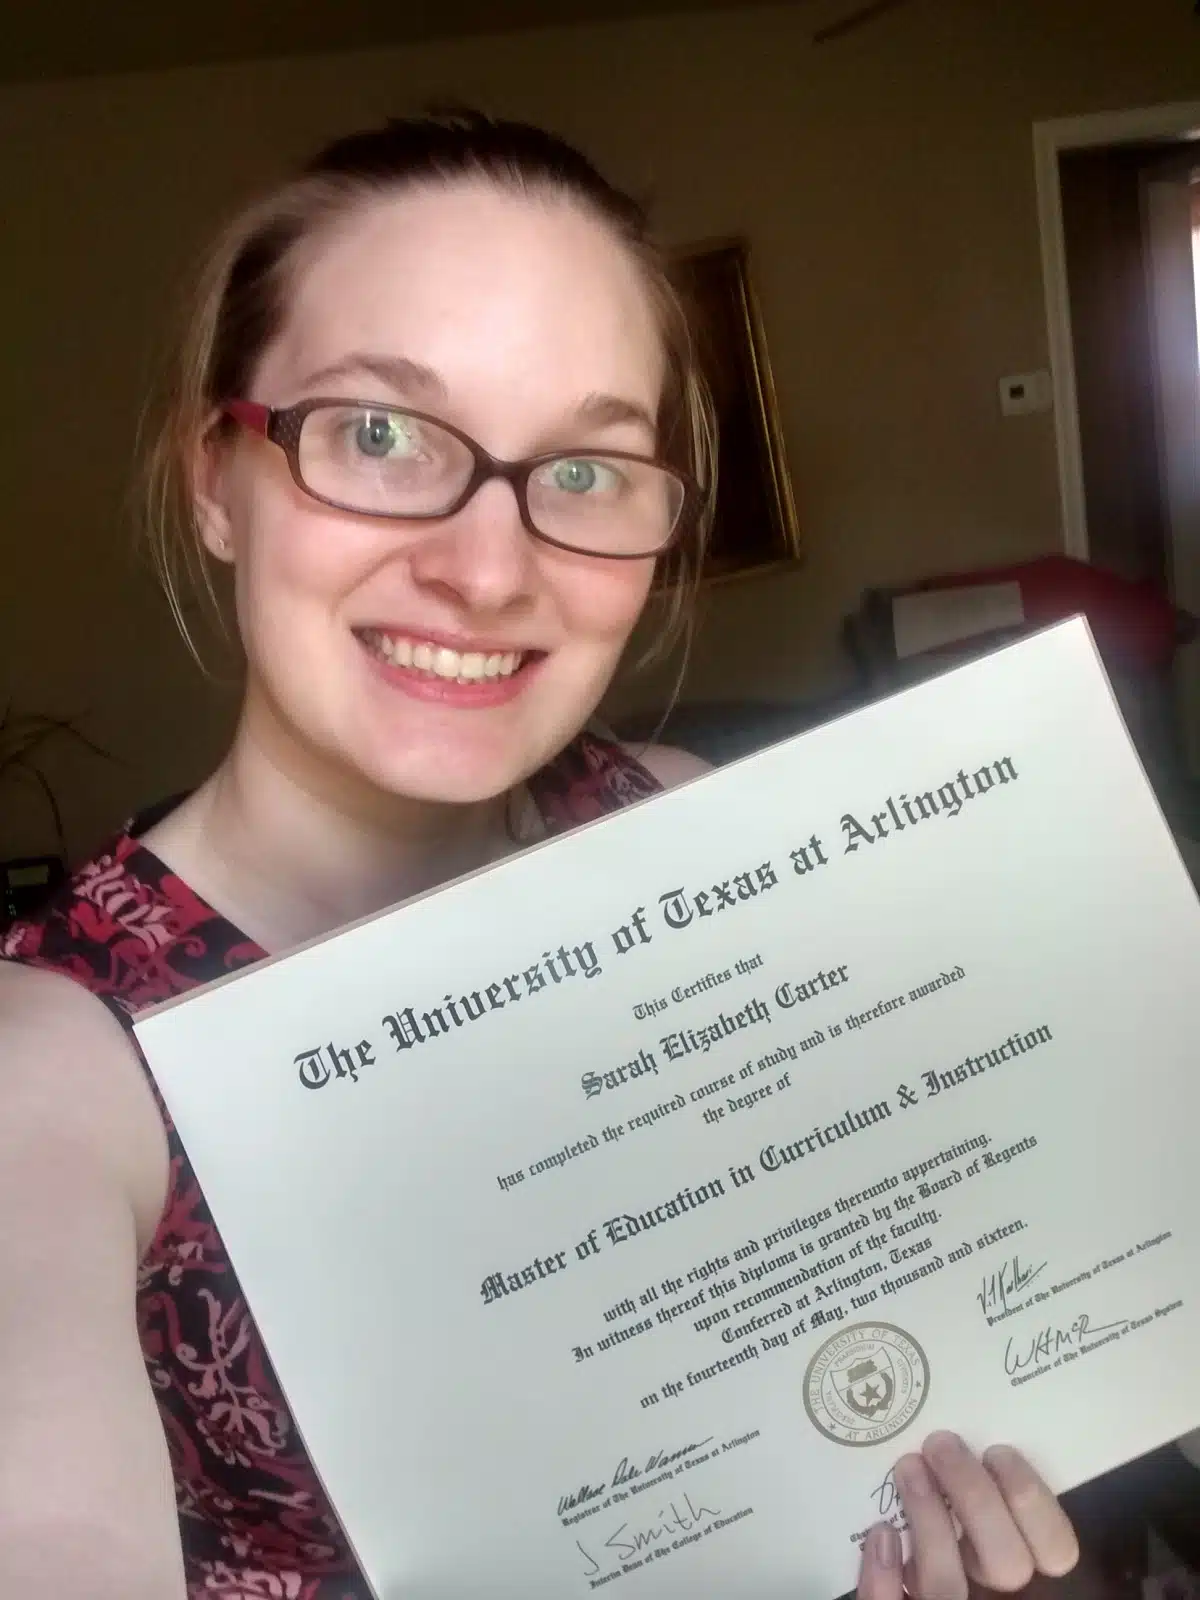 The University of Texas at Arlington
This Certifies that
Sarah Elizabeth Carter
has completed the required course of study and is therefore awarded
the degree of
Master of Education in Curriculum & Instruction
with all the rights and privileges thereunto appertaining.
In witness thereof this diploma is granted by the Board of Regents
upon recommendation of the faculty.
Conferred at Arlington, Texas
on the fourteenth day of May, two thousand and sixteen.
President of The University of Texas at Arlington
Chancellor of The University of Texas System
THE UNIVERSITY OF TEXAS
AT ARLINGTON
Wallace Dale
Registrar of The University of Texas at Arlington
J Smith
Interim Dean of The College of Education